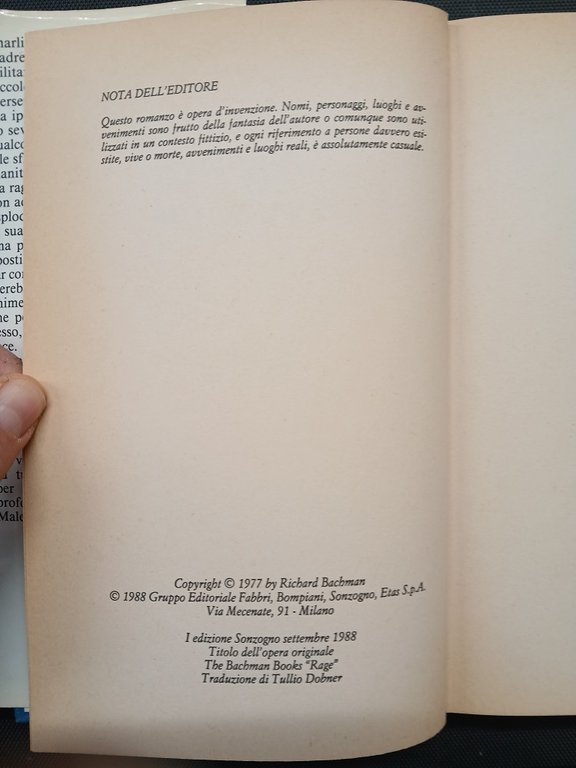 NOTA DELL'EDITORE
Questo romanzo è opera d'invenzione. Nomi, personaggi, luoghi e av-
venimenti sono frutto della fantasia dell'autore o comunque sono uti-
lizzati in un contesto fittizio, e ogni riferimento a persone davvero esi-
stite, vive o morte, avvenimenti e luoghi reali, è assolutamente casuale.
Copyright © 1977 by Richard Bachman
© 1988 Gruppo Editoriale Fabbri, Bompiani, Sonzogno, Etas S.p.A.
Via Mecenate, 91 - Milano
I edizione Sonzogno settembre 1988
Titolo dell'opera originale
The Bachman Books "Rage"
Traduzione di Tullio Dobner